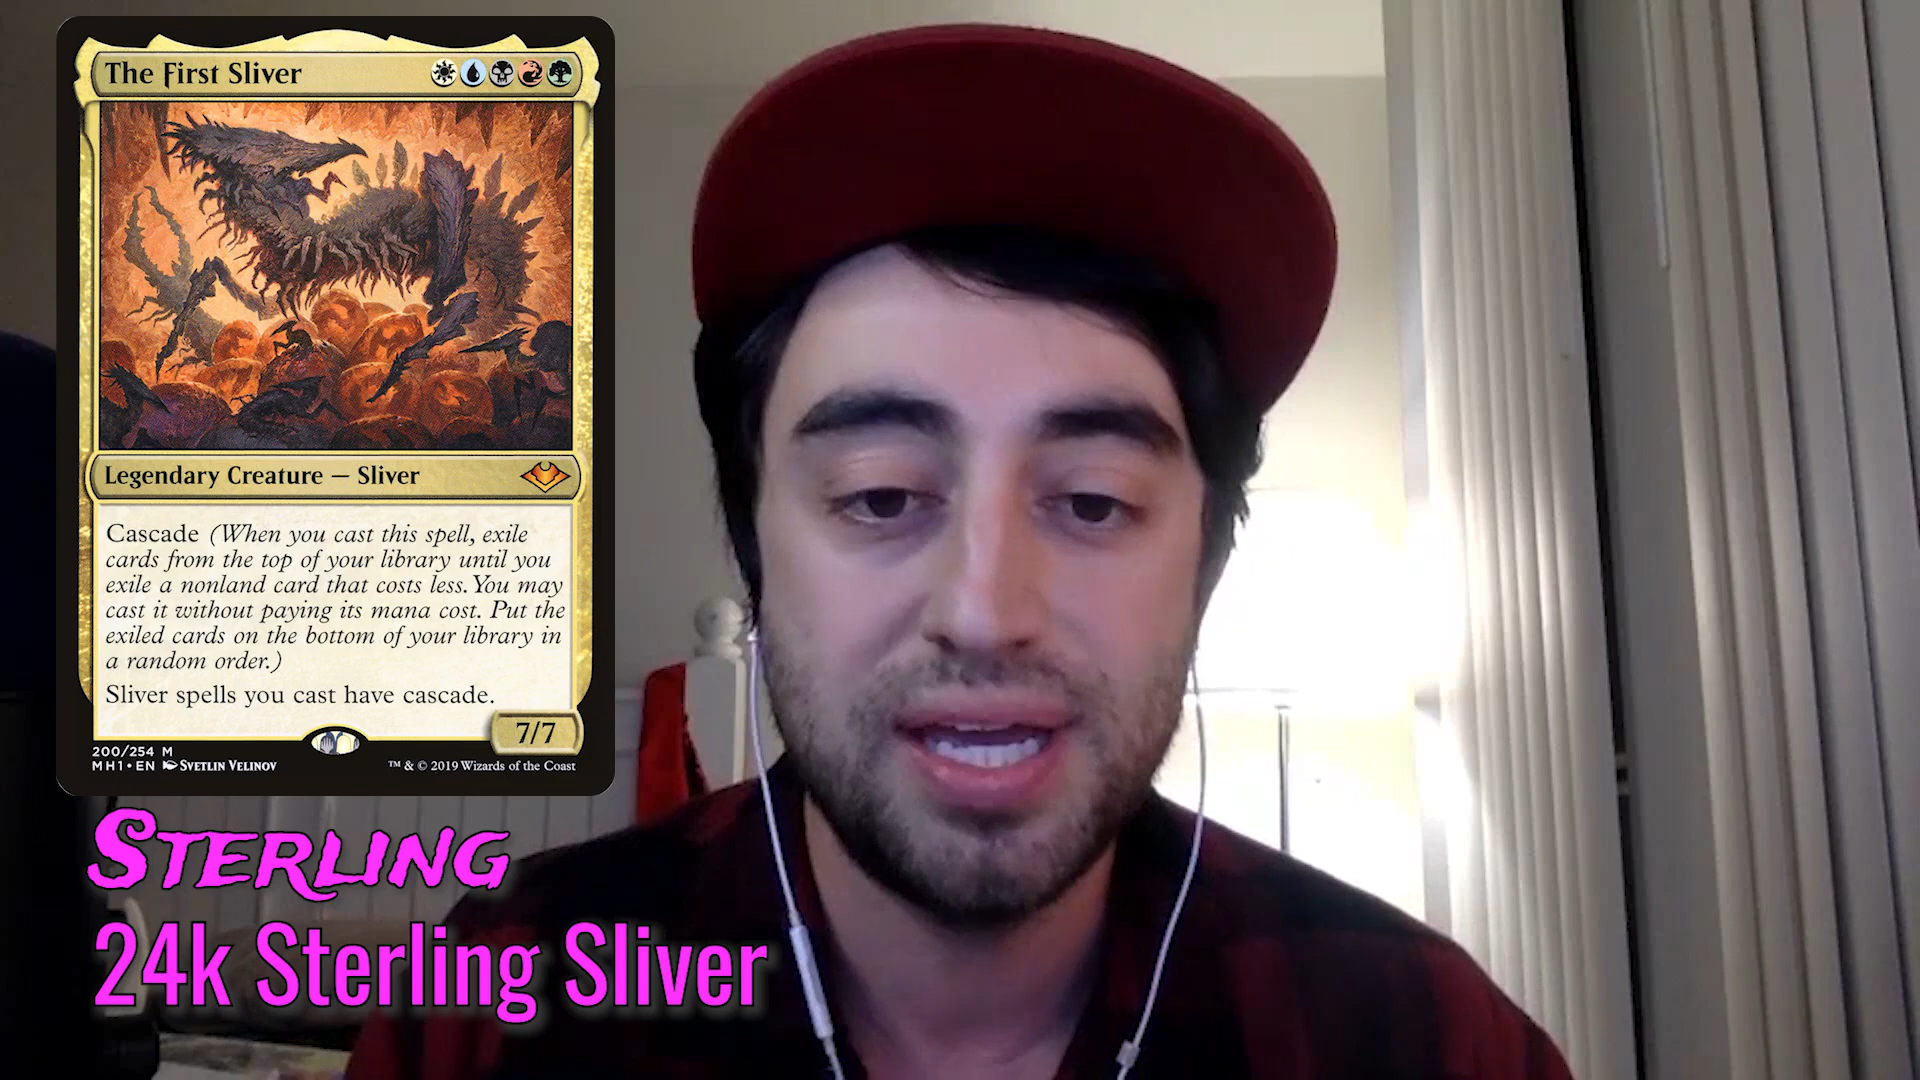 The First Sliver
Legendary Creature — Sliver
Cascade (When you cast this spell, exile
cards from the top of your library until you
exile a nonland card that costs less. You may
cast it without paying its mana cost. Put the
exiled cards on the bottom of your library in
a random order.)
Sliver spells you cast have cascade.
7/7
200/254 M
MH1 • EN Svetlin Velinov
™ & © 2019 Wizards of the Coast
Sterling
24k Sterling Sliver